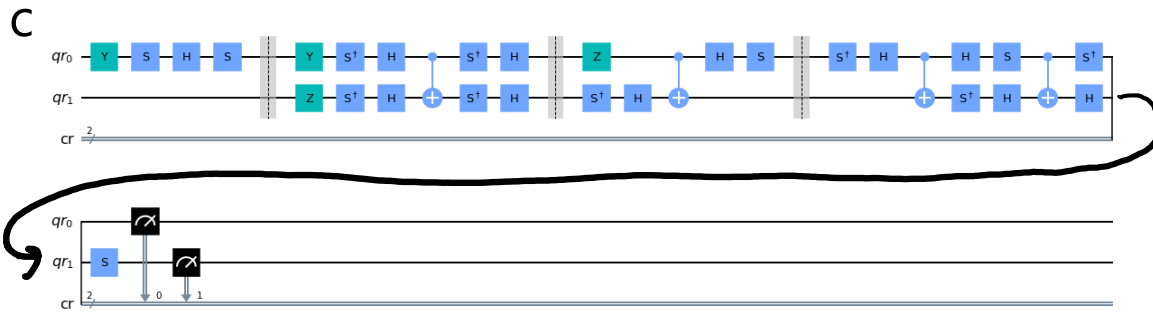 C
qr0 Y S H S Y S† H S† H Z H S S† H H S S†
qr1 Z S† H S† H S† H S† H H
cr 2
qr0
qr1 S
cr 2 0 1